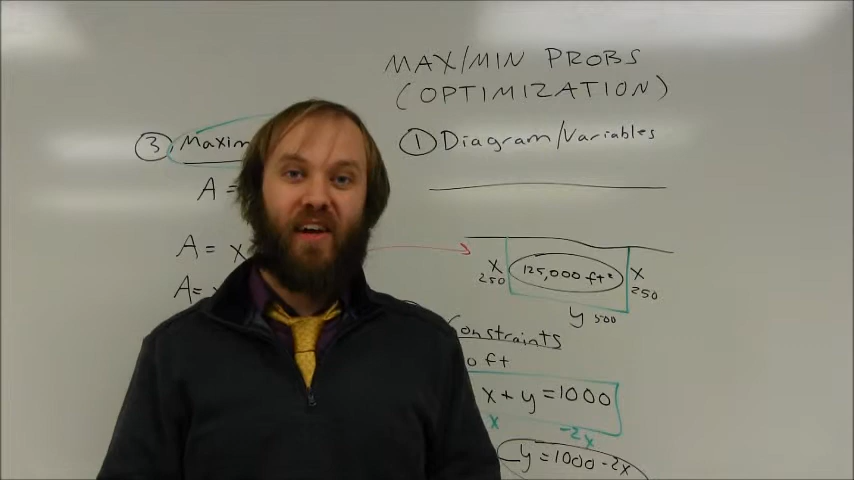 MAX/MIN PROBS
(OPTIMIZATION)
① Diagram/Variables
X 125,000 ft² X
250 250
y 500
Constraints
o ft
x + y = 1000
x -2x
y = 1000 - 2x
③ Maxim
A =
A = x
A =